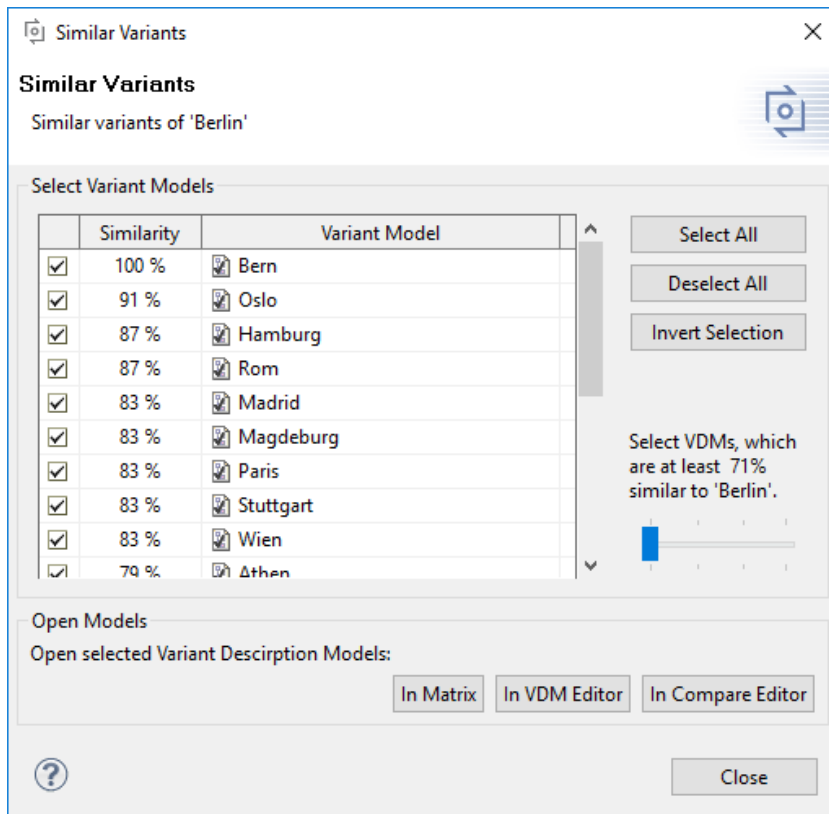 Similar Variants
Similar Variants
Similar variants of 'Berlin'
Select Variant Models
Similarity Variant Model
100 % Bern
91 % Oslo
87 % Hamburg
87 % Rom
83 % Madrid
83 % Magdeburg
83 % Paris
83 % Stuttgart
83 % Wien
79 % Athen
Select All
Deselect All
Invert Selection
Select VDMs, which
are at least 71%
similar to 'Berlin'.
Open Models
Open selected Variant Descirption Models:
In Matrix In VDM Editor In Compare Editor
?
Close